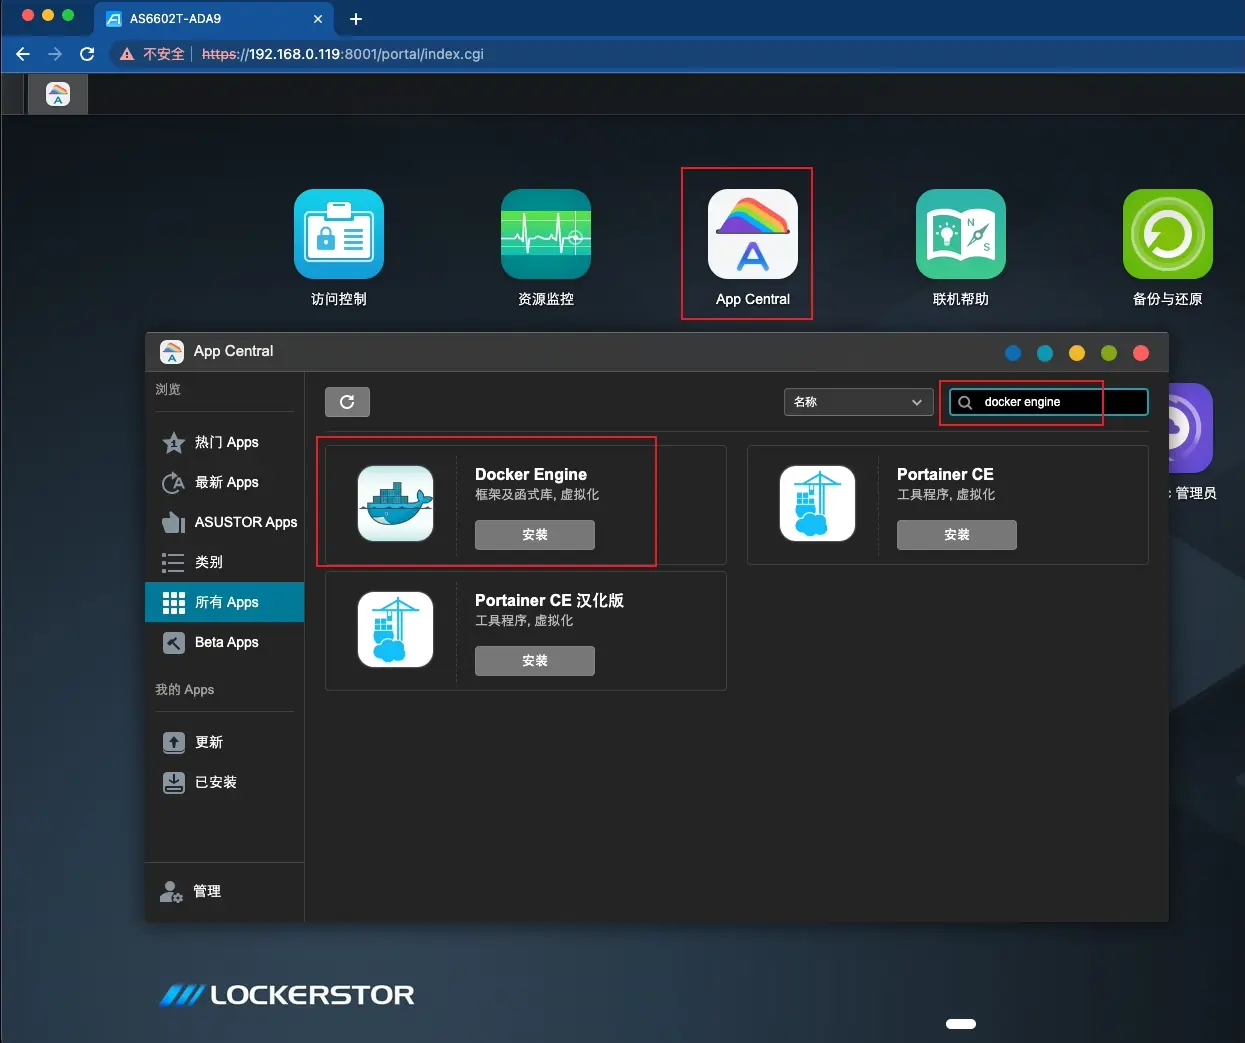 AS6602T-ADA9
不安全
https://192.168.0.119:8001/portal/index.cgi
访问控制
资源监控
App Central
联机帮助
备份与还原
App Central
浏览
名称
docker engine
热门 Apps
最新 Apps
ASUSTOR Apps
类别
所有 Apps
Beta Apps
我的 Apps
更新
已安装
管理
Docker Engine
框架及函式库, 虚拟化
安装
Portainer CE
工具程序, 虚拟化
安装
Portainer CE 汉化版
工具程序, 虚拟化
安装
管理员
LOCKERSTOR